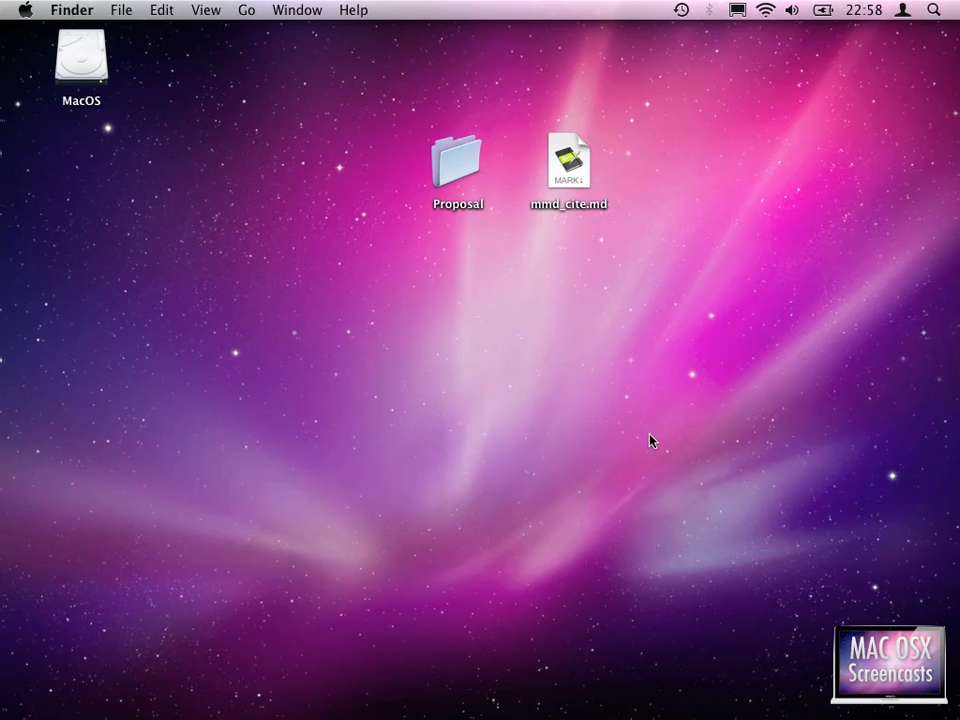 Finder File Edit View Go Window Help 22:58
MacOS
MARK↓
Proposal mmd_cite.md
MAC OSX
Screencasts